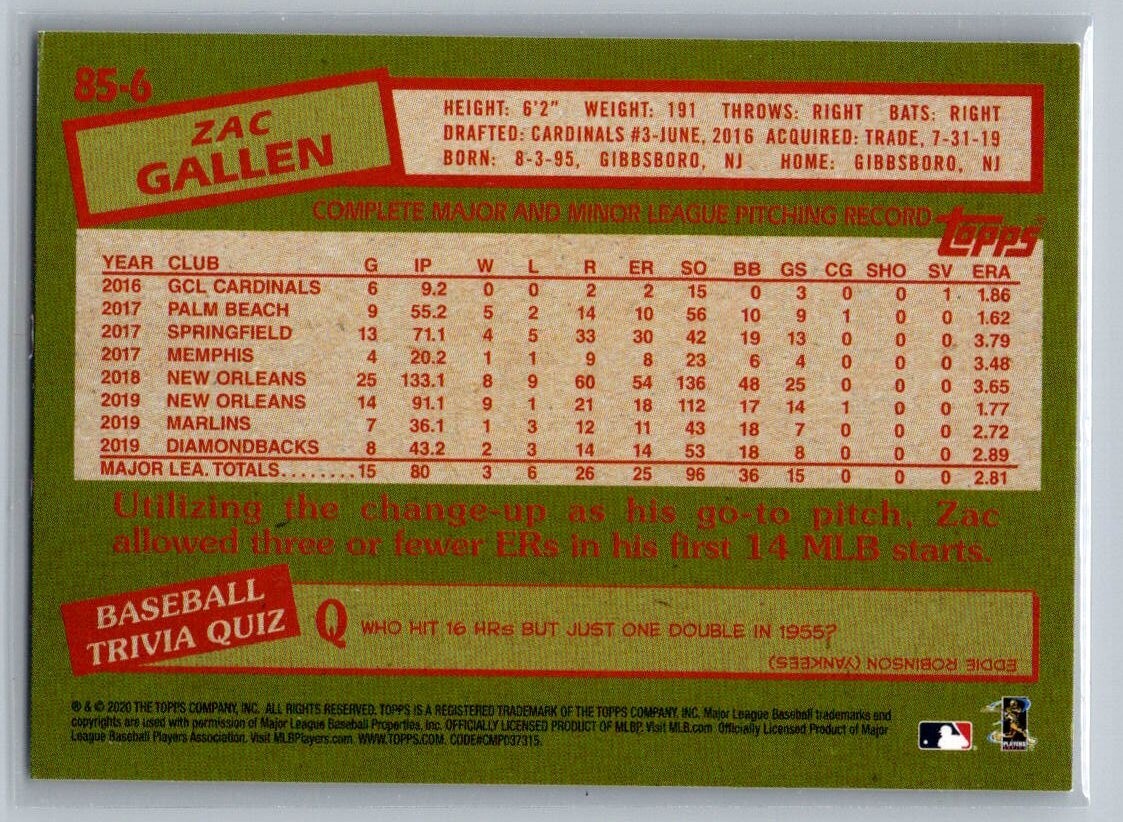 85-6
ZAC
GALLEN
HEIGHT: 6'2" WEIGHT: 191 THROWS: RIGHT BATS: RIGHT
DRAFTED: CARDINALS #3-JUNE, 2016 ACQUIRED: TRADE, 7-31-19
BORN: 8-3-95, GIBBSBORO, NJ HOME: GIBBSBORO, NJ
COMPLETE MAJOR AND MINOR LEAGUE PITCHING RECORD
topps
YEAR CLUB G IP W L R ER SO BB GS CG SHO SV ERA
2016 GCL CARDINALS 6 9.2 0 0 2 2 15 0 3 0 0 1 1.86
2017 PALM BEACH 9 55.2 5 2 14 10 56 10 9 1 0 0 1.62
2017 SPRINGFIELD 13 71.1 4 5 33 30 42 19 13 0 0 0 3.79
2017 MEMPHIS 4 20.2 1 1 9 8 23 6 4 0 0 0 3.48
2018 NEW ORLEANS 25 133.1 8 9 60 54 136 48 25 0 0 0 3.65
2019 NEW ORLEANS 14 91.1 9 1 21 18 112 17 14 1 0 0 1.77
2019 MARLINS 7 36.1 1 3 12 11 43 18 7 0 0 0 2.72
2019 DIAMONDBACKS 8 43.2 2 3 14 14 53 18 8 0 0 0 2.89
MAJOR LEA. TOTALS........15 80 3 6 26 25 96 36 15 0 0 0 2.81
Utilizing the change-up as his go-to pitch, Zac
allowed three or fewer ERs in his first 14 MLB starts.
BASEBALL
TRIVIA QUIZ
Q WHO HIT 16 HRs BUT JUST ONE DOUBLE IN 1955?
EDDIE ROBINSON (YANKEES)
® & © 2020 THE TOPPS COMPANY, INC. ALL RIGHTS RESERVED. TOPPS IS A REGISTERED TRADEMARK OF THE TOPPS COMPANY, INC. Major League Baseball trademarks and
copyrights are used with permission of Major League Baseball Properties, Inc. OFFICIALLY LICENSED PRODUCT OF MLBP. Visit MLB.com Officially Licensed Product of Major
League Baseball Players Association. Visit MLBPlayers.com. WWW.TOPPS.COM. CODE#CMP037315.
PLAYERS